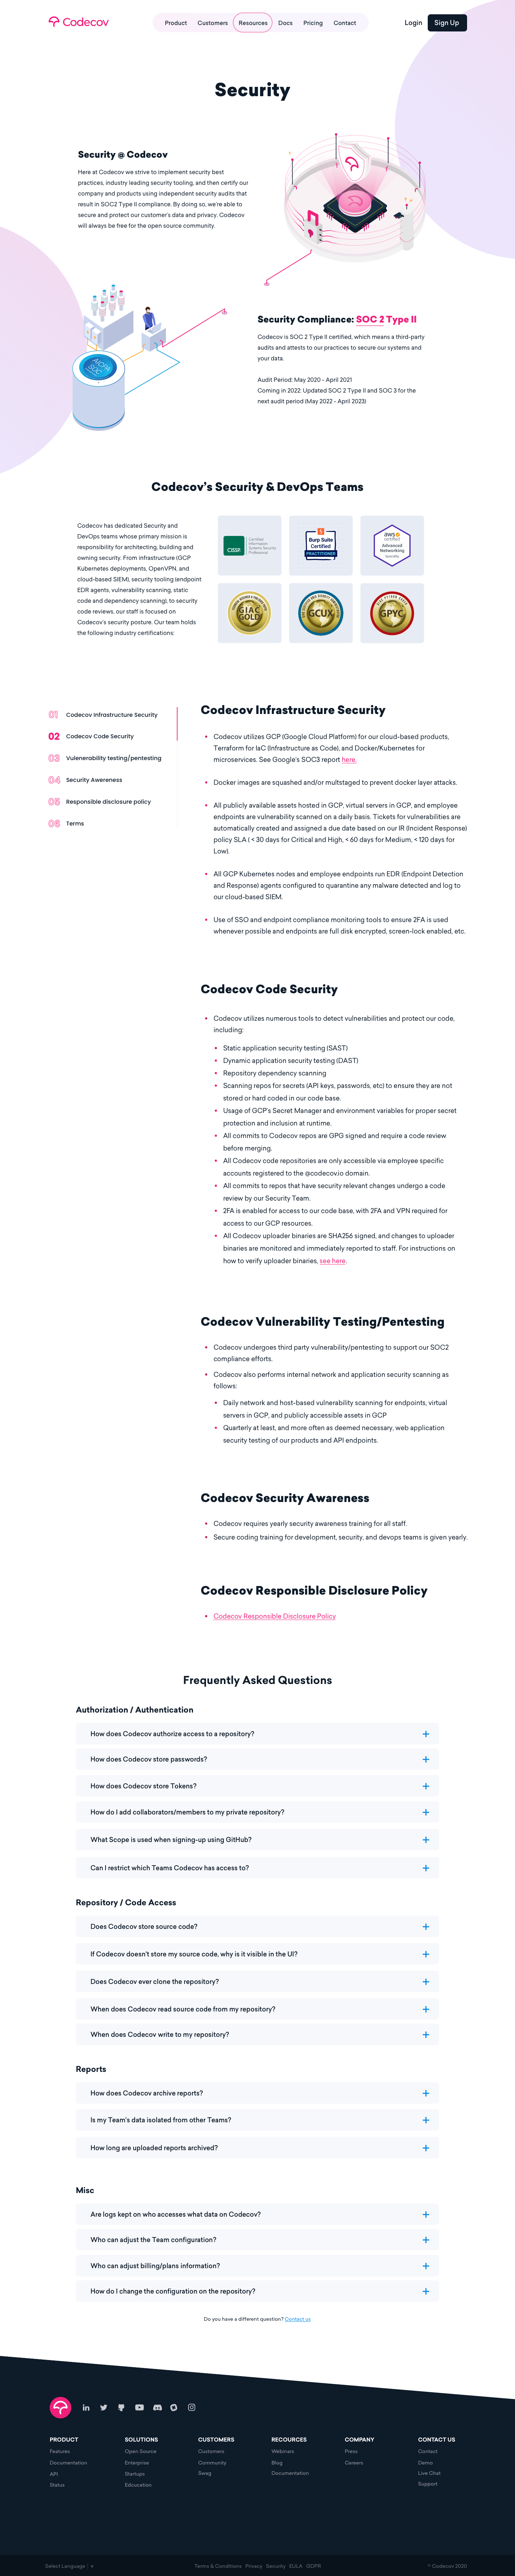 Codecov
Product Customers Resources Docs Pricing Contact
Login Sign Up
Security
Security @ Codecov
Here at Codecov we strive to implement security best
practices, industry leading security tooling, and then certify our
company and products using independent security audits that
result in SOC2 Type II compliance. By doing so, we're able to
secure and protect our customer's data and privacy. Codecov
will always be free for the open source community.
AICPA
SOC
Security Compliance: SOC 2 Type II
Codecov is SOC 2 Type II certified, which means a third-party
audits and attests to our practices to secure our systems and
your data.
Audit Period: May 2020 - April 2021
Coming in 2022: Updated SOC 2 Type II and SOC 3 for the
next audit period (May 2022 - April 2023)
Codecov's Security & DevOps Teams
Codecov has dedicated Security and
DevOps teams whose primary mission is
responsibility for architecting, building and
owning security. From infrastructure (GCP
Kubernetes deployments, OpenVPN, and
cloud-based SIEM), security tooling (endpoint
EDR agents, vulnerability scanning, static
code and dependency scanning), to security
code reviews, our staff is focused on
Codecov's security posture. Our team holds
the following industry certifications:
CISSP
Certified
Information
Systems Security
Professional
Burp Suite
Certified
PRACTITIONER
aws
certified
Advanced
Networking
Specialty
GIAC
GOLD
GCUX
GPYC
01 Codecov Infrastructure Security
02 Codecov Code Security
03 Vulenerability testing/pentesting
04 Security Awereness
05 Responsible disclosure policy
06 Terms
Codecov Infrastructure Security
Codecov utilizes GCP (Google Cloud Platform) for our cloud-based products,
Terraform for IaC (Infrastructure as Code), and Docker/Kubernetes for
microservices. See Google's SOC3 report here.
Docker images are squashed and/or multstaged to prevent docker layer attacks.
All publicly available assets hosted in GCP, virtual servers in GCP, and employee
endpoints are vulnerability scanned on a daily basis. Tickets for vulnerabilities are
automatically created and assigned a due date based on our IR (Incident Response)
policy SLA ( < 30 days for Critical and High, < 60 days for Medium, < 120 days for
Low).
All GCP Kubernetes nodes and employee endpoints run EDR (Endpoint Detection
and Response) agents configured to quarantine any malware detected and log to
our cloud-based SIEM.
Use of SSO and endpoint compliance monitoring tools to ensure 2FA is used
whenever possible and endpoints are full disk encrypted, screen-lock enabled, etc.
Codecov Code Security
Codecov utilizes numerous tools to detect vulnerabilities and protect our code,
including:
Static application security testing (SAST)
Dynamic application security testing (DAST)
Repository dependency scanning
Scanning repos for secrets (API keys, passwords, etc) to ensure they are not
stored or hard coded in our code base.
Usage of GCP's Secret Manager and environment variables for proper secret
protection and inclusion at runtime.
All commits to Codecov repos are GPG signed and require a code review
before merging.
All Codecov code repositories are only accessible via employee specific
accounts registered to the @codecov.io domain.
All commits to repos that have security relevant changes undergo a code
review by our Security Team.
2FA is enabled for access to our code base, with 2FA and VPN required for
access to our GCP resources.
All Codecov uploader binaries are SHA256 signed, and changes to uploader
binaries are monitored and immediately reported to staff. For instructions on
how to verify uploader binaries, see here.
Codecov Vulnerability Testing/Pentesting
Codecov undergoes third party vulnerability/pentesting to support our SOC2
compliance efforts.
Codecov also performs internal network and application security scanning as
follows:
Daily network and host-based vulnerability scanning for endpoints, virtual
servers in GCP, and publicly accessible assets in GCP
Quarterly at least, and more often as deemed necessary, web application
security testing of our products and API endpoints.
Codecov Security Awareness
Codecov requires yearly security awareness training for all staff.
Secure coding training for development, security, and devops teams is given yearly.
Codecov Responsible Disclosure Policy
Codecov Responsible Disclosure Policy
Frequently Asked Questions
Authorization / Authentication
How does Codecov authorize access to a repository?
How does Codecov store passwords?
How does Codecov store Tokens?
How do I add collaborators/members to my private repository?
What Scope is used when signing-up using GitHub?
Can I restrict which Teams Codecov has access to?
Repository / Code Access
Does Codecov store source code?
If Codecov doesn't store my source code, why is it visible in the UI?
Does Codecov ever clone the repository?
When does Codecov read source code from my repository?
When does Codecov write to my repository?
Reports
How does Codecov archive reports?
Is my Team's data isolated from other Teams?
How long are uploaded reports archived?
Misc
Are logs kept on who accesses what data on Codecov?
Who can adjust the Team configuration?
Who can adjust billing/plans information?
How do I change the configuration on the repository?
Do you have a different question? Contact us
PRODUCT
Features
Documentation
API
Status
SOLUTIONS
Open Source
Enterprise
Startups
Educcation
CUSTOMERS
Customers
Community
Swag
RECOURCES
Webinars
Blog
Documentation
COMPANY
Press
Careers
CONTACT US
Contact
Demo
Live Chat
Support
Select Language
Terms & Conditions Privacy Security EULA GDPR
© Codecov 2020